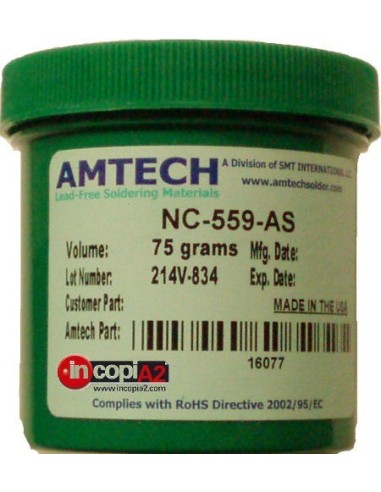 AMTECH
A Division of SMT INTERNATIONAL LLC
Lead-Free Soldering Materials
www.amtechsolder.com
NC-559-AS
Volume: 75 grams Mfg. Date:
Lot Number: 214V-834 Exp. Date:
Customer Part:
MADE IN THE USA
Amtech Part:
16077
incopiA2
www.incopia2.com
Complies with RoHS Directive 2002/95/EC